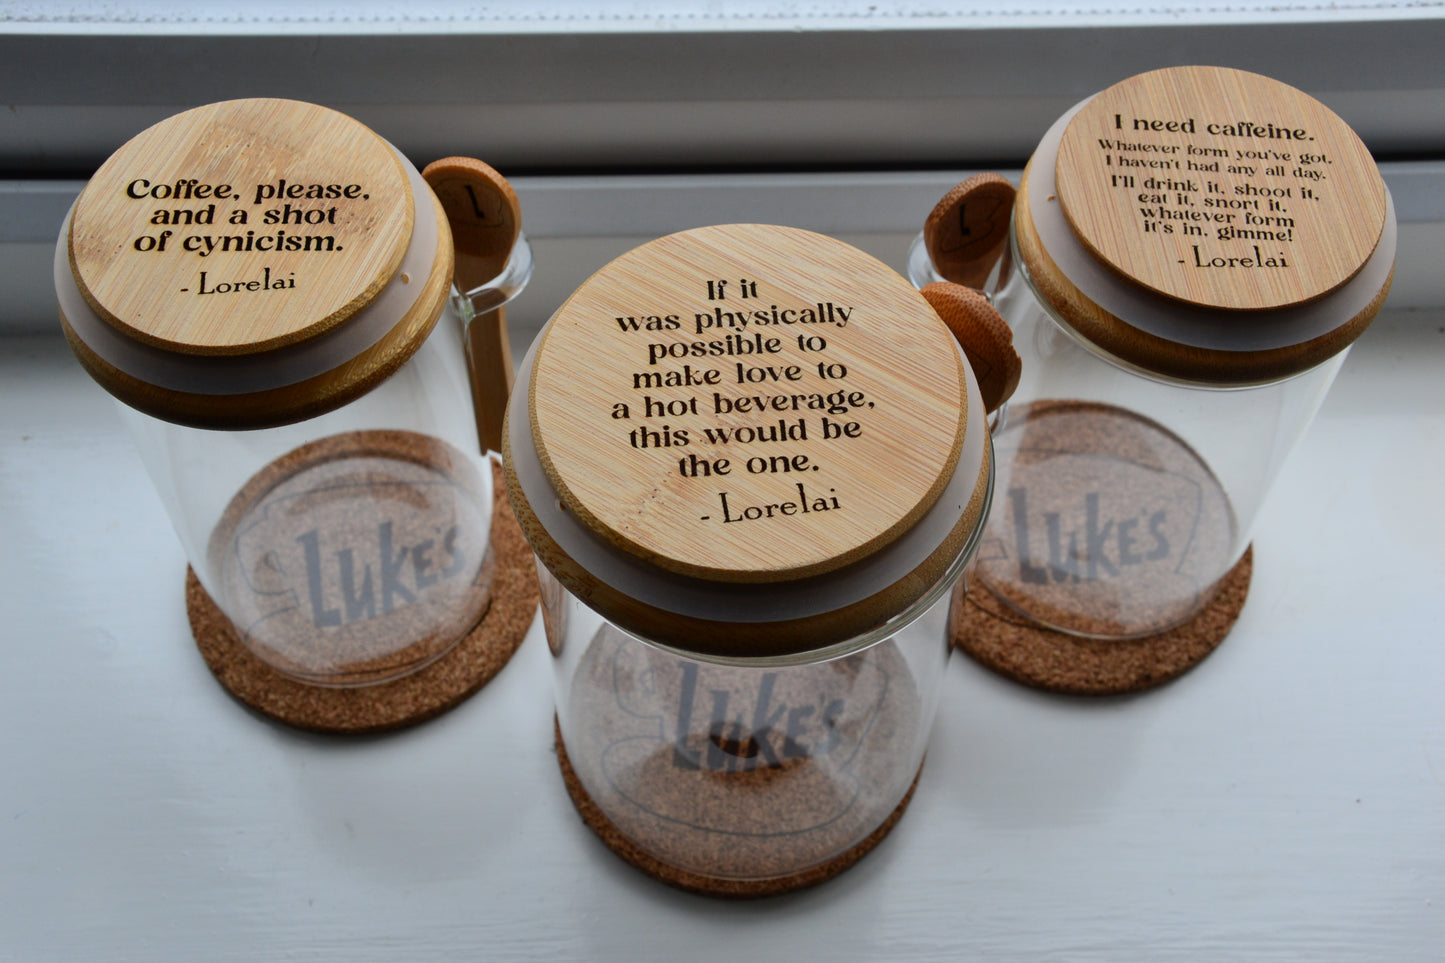 Coffee, please,
and a shot
of cynicism.
- Lorelai
If it
was physically
possible to
make love to
a hot beverage,
this would be
the one.
- Lorelai
I need caffeine.
Whatever form you've got,
I haven't had any all day.
I'll drink it, shoot it,
eat it, snort it,
whatever form
it's in, gimme!
- Lorelai
LUKE'S
LUKE'S
LUKE'S
L
L